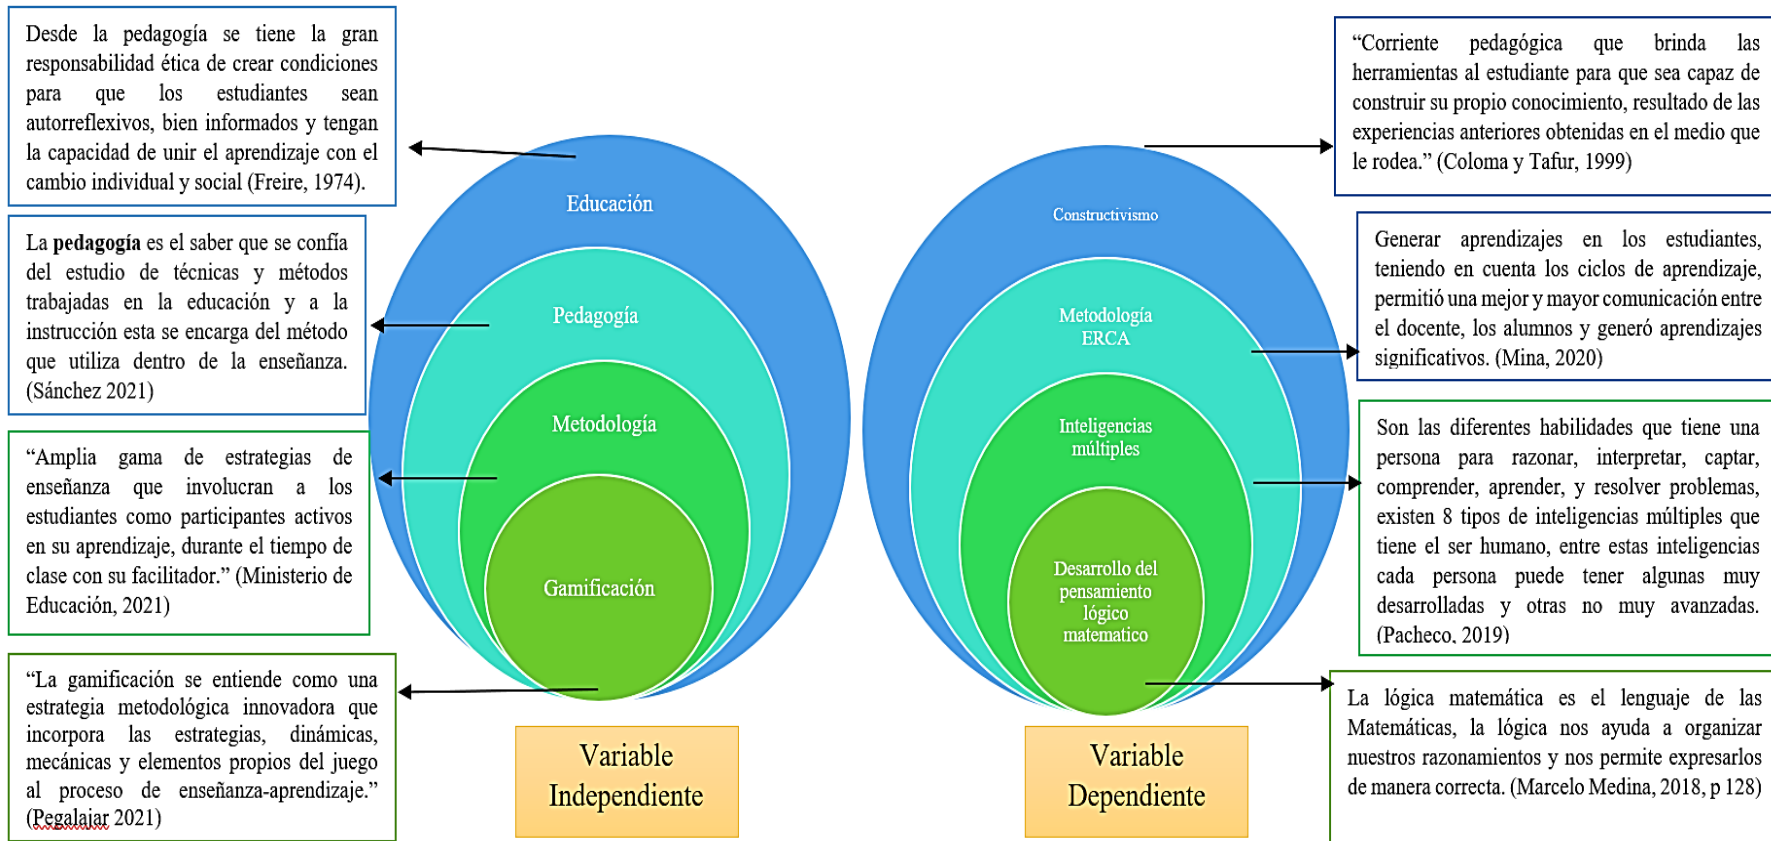 Desde la pedagogía se tiene la gran
responsabilidad ética de crear condiciones
para que los estudiantes sean
autorreflexivos, bien informados y tengan
la capacidad de unir el aprendizaje con el
cambio individual y social (Freire, 1974).
La pedagogía es el saber que se confía
del estudio de técnicas y métodos
trabajadas en la educación y a la
instrucción esta se encarga del método
que utiliza dentro de la enseñanza.
(Sánchez 2021)
“Amplia gama de estrategias de
enseñanza que involucran a los
estudiantes como participantes activos
en su aprendizaje, durante el tiempo de
clase con su facilitador.” (Ministerio de
Educación, 2021)
“La gamificación se entiende como una
estrategia metodológica innovadora que
incorpora las estrategias, dinámicas,
mecánicas y elementos propios del juego
al proceso de enseñanza-aprendizaje.”
(Pegalajar 2021)
Educación
Pedagogía
Metodología
Gamificación
Variable
Independiente
Constructivismo
Metodología
ERCA
Inteligencias
múltiples
Desarrollo del
pensamiento
lógico
matematico
Variable
Dependiente
“Corriente pedagógica que brinda las
herramientas al estudiante para que sea capaz de
construir su propio conocimiento, resultado de las
experiencias anteriores obtenidas en el medio que
le rodea.” (Coloma y Tafur, 1999)
Generar aprendizajes en los estudiantes,
teniendo en cuenta los ciclos de aprendizaje,
permitió una mejor y mayor comunicación entre
el docente, los alumnos y generó aprendizajes
significativos. (Mina, 2020)
Son las diferentes habilidades que tiene una
persona para razonar, interpretar, captar,
comprender, aprender, y resolver problemas,
existen 8 tipos de inteligencias múltiples que
tiene el ser humano, entre estas inteligencias
cada persona puede tener algunas muy
desarrolladas y otras no muy avanzadas.
(Pacheco, 2019)
La lógica matemática es el lenguaje de las
Matemáticas, la lógica nos ayuda a organizar
nuestros razonamientos y nos permite expresarlos
de manera correcta. (Marcelo Medina, 2018, p 128)